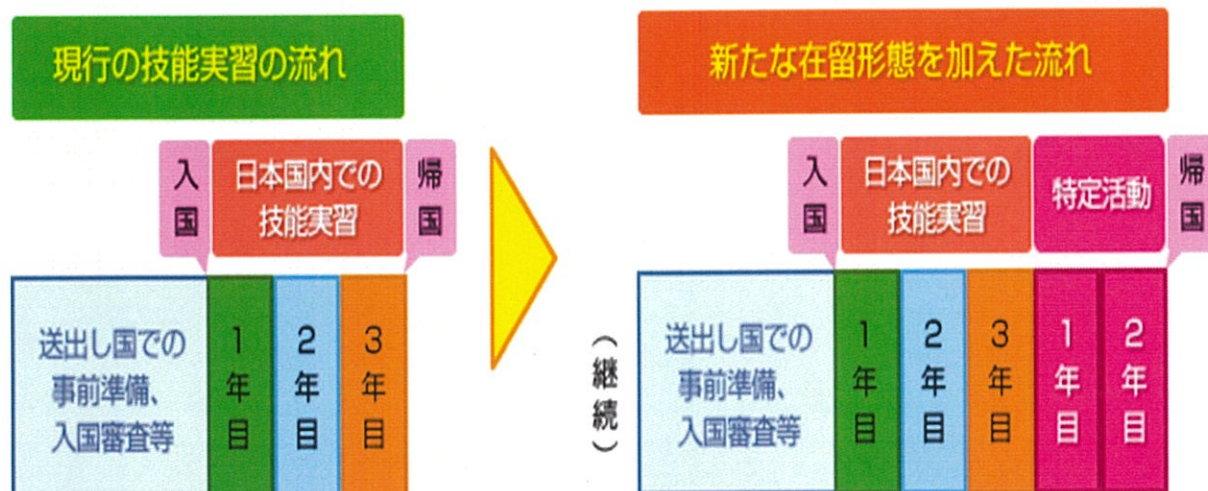 現行の技能実習の流れ
入国
日本国内での
技能実習
帰国
送出し国での
事前準備、
入国審査等
1年目
2年目
3年目
新たな在留形態を加えた流れ
入国
日本国内での
技能実習
特定活動
帰国
(継続)
送出し国での
事前準備、
入国審査等
1年目
2年目
3年目
1年目
2年目